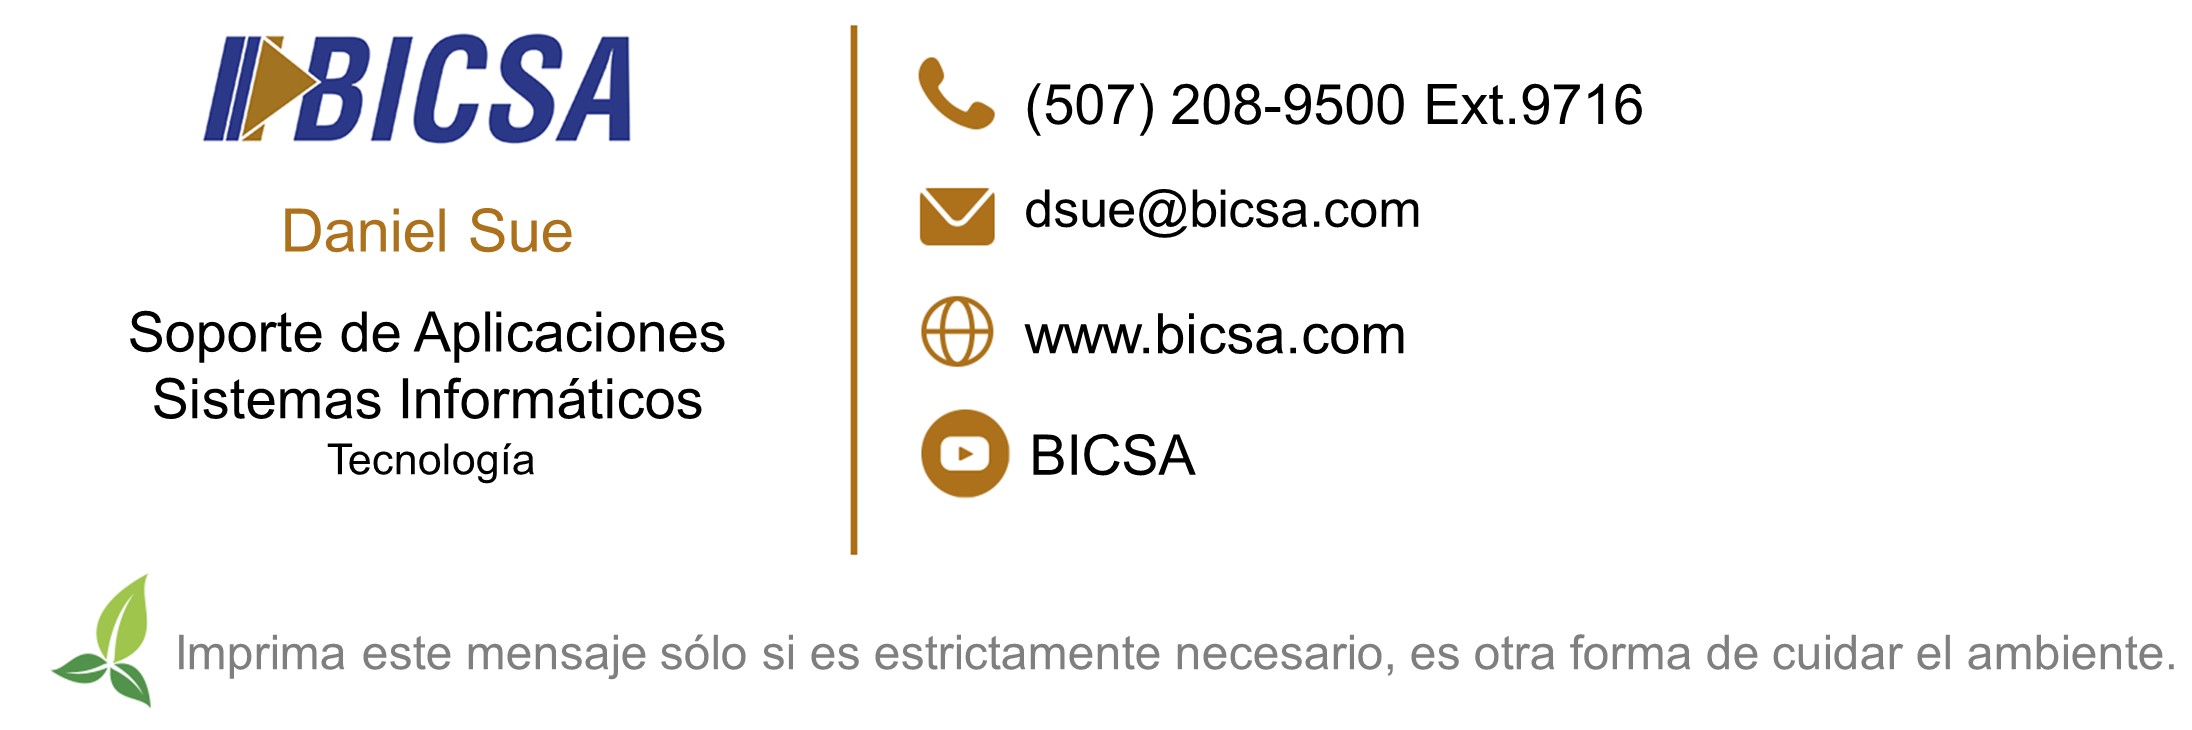 BICSA
Daniel Sue
Soporte de Aplicaciones
Sistemas Informáticos
Tecnología
(507) 208-9500 Ext.9716
dsue@bicsa.com
www.bicsa.com
BICSA
Imprima este mensaje sólo si es estrictamente necesario, es otra forma de cuidar el ambiente.